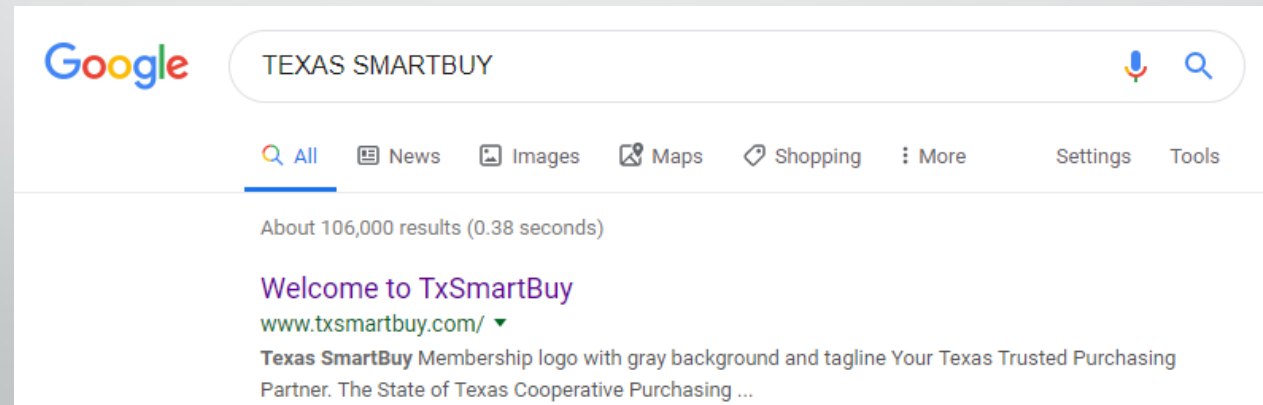 Google TEXAS SMARTBUY
All News Images Maps Shopping More Settings Tools
About 106,000 results (0.38 seconds)
Welcome to TxSmartBuy
www.txsmartbuy.com/
Texas SmartBuy Membership logo with gray background and tagline Your Texas Trusted Purchasing
Partner. The State of Texas Cooperative Purchasing ...